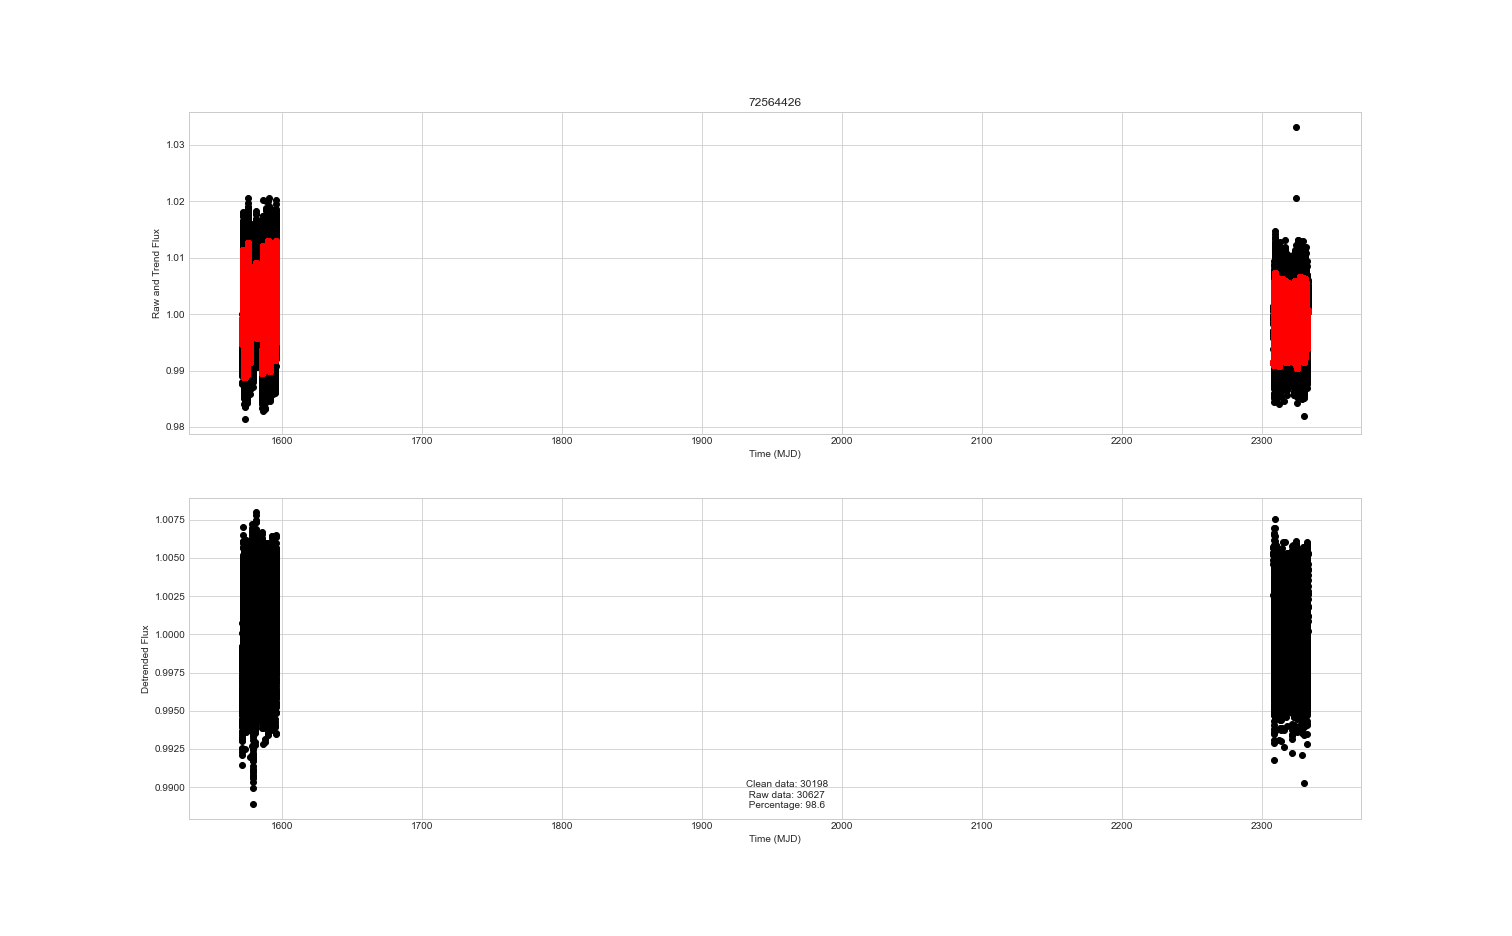 72564426
Raw and Trend Flux
1.03
1.02
1.01
1.00
0.99
0.98
1600 1700 1800 1900 2000 2100 2200 2300
Time (MJD)
Detrended Flux
1.0075
1.0050
1.0025
1.0000
0.9975
0.9950
0.9925
0.9900
Clean data: 30198
Raw data: 30627
Percentage: 98.6
1600 1700 1800 1900 2000 2100 2200 2300
Time (MJD)